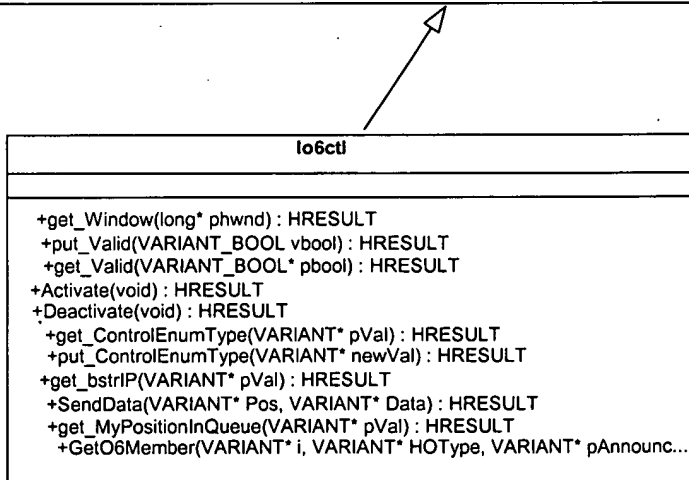 Io6ctl
+get_Window(long* phwnd) : HRESULT
+put_Valid(VARIANT_BOOL vbool) : HRESULT
+get_Valid(VARIANT_BOOL* pbool) : HRESULT
+Activate(void) : HRESULT
+Deactivate(void) : HRESULT
+get_ControlEnumType(VARIANT* pVal) : HRESULT
+put_ControlEnumType(VARIANT* newVal) : HRESULT
+get_bstrIP(VARIANT* pVal) : HRESULT
+SendData(VARIANT* Pos, VARIANT* Data) : HRESULT
+get_MyPositionInQueue(VARIANT* pVal) : HRESULT
+GetO6Member(VARIANT* i, VARIANT* HOType, VARIANT* pAnnounc...